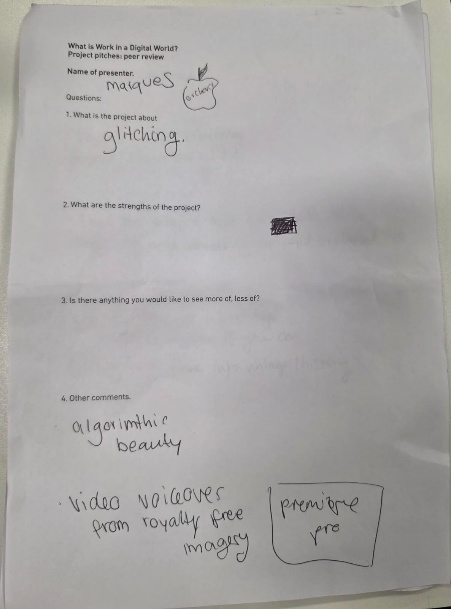 What is Work in a Digital World?
Project pitches: peer review
Name of presenter.
marques
Questions:
1. What is the project about
glitching.
2. What are the strengths of the project?
3. Is there anything you would like to see more of, less of?
4. Other comments.
algorimthic
beauty
· video voiceovers
from royalty free
imagery
premiere
pro